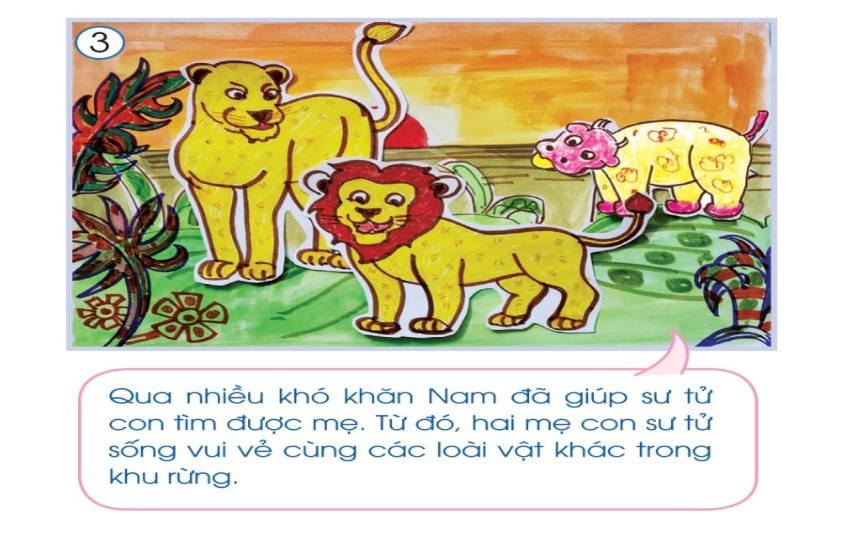 3
Qua nhiều khó khăn Nam đã giúp sư tử
con tìm được mẹ. Từ đó, hai mẹ con sư tử
sống vui vẻ cùng các loài vật khác trong
khu rừng.